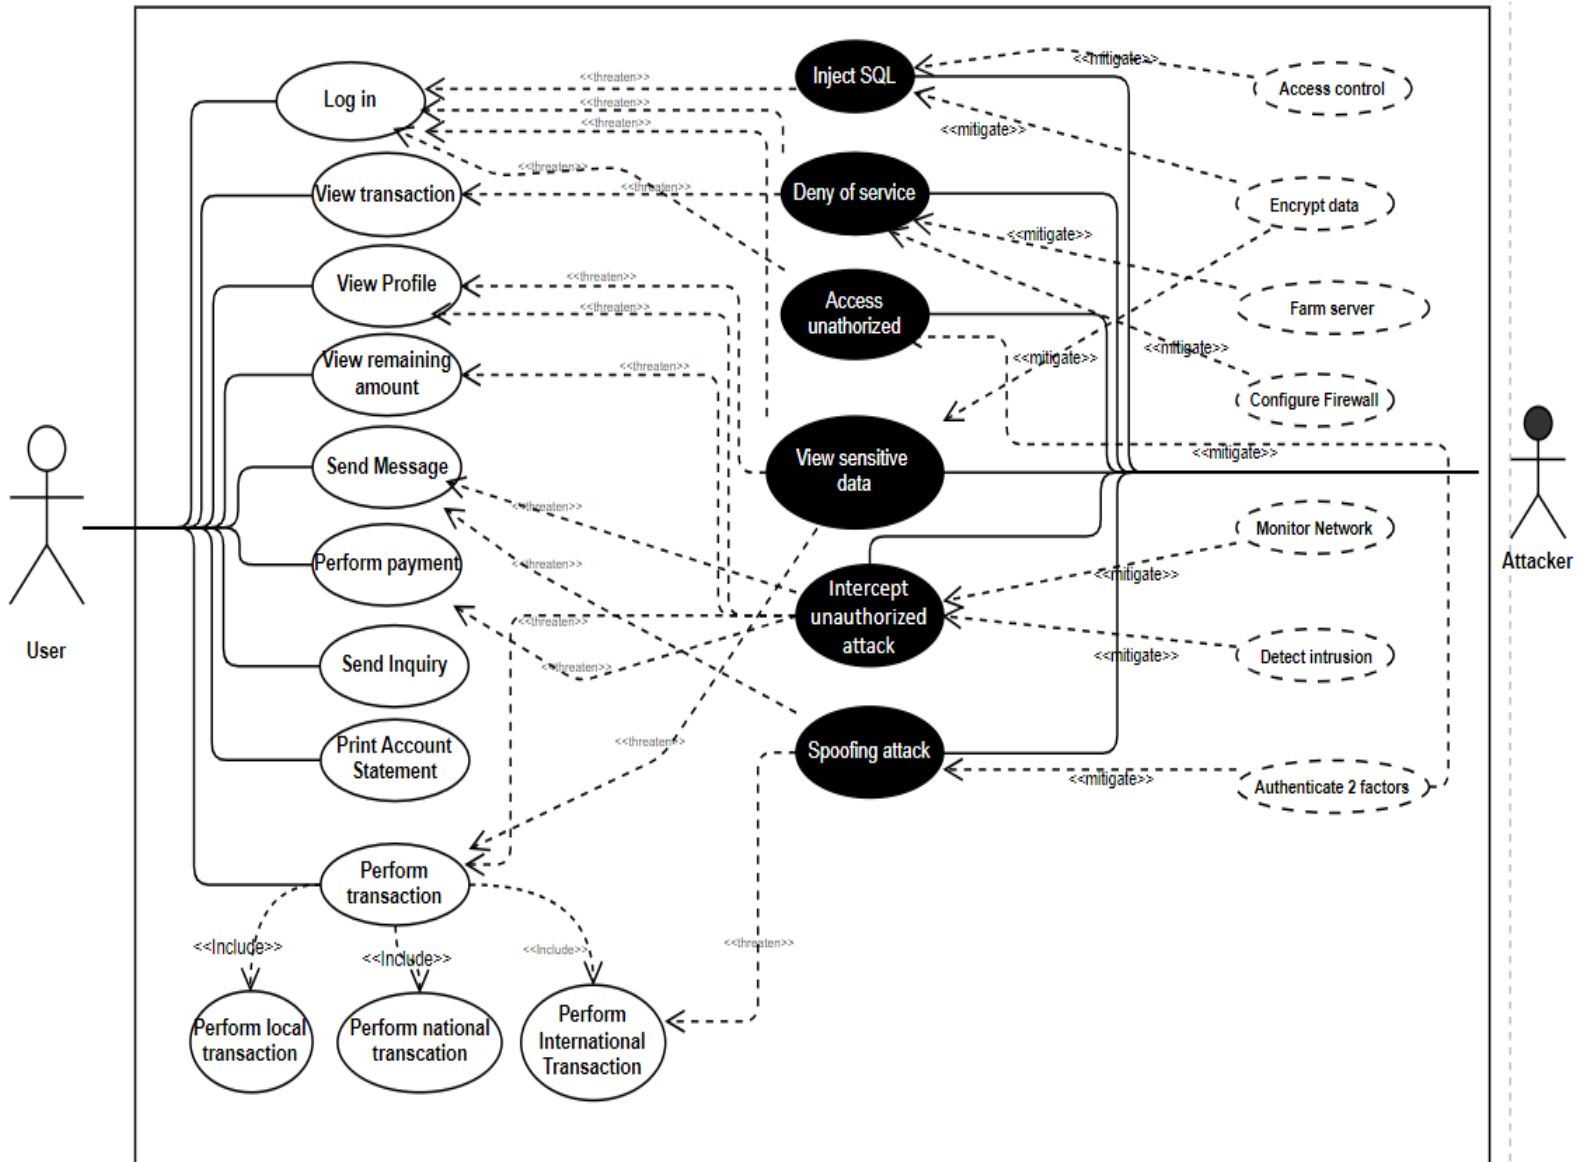 <<threaten>>
<<threaten>>
<<threaten>>
<<threaten>>
<<threaten>>
<<threaten>>
<<threaten>>
<<threaten>>
<<threaten>>
<<threaten>>
<<threaten>>
<<threaten>>
<<threaten>>
<<threaten>>
Log in
View transaction
View Profile
View remaining
amount
Send Message
Perform payment
Send Inquiry
Print Account
Statement
Perform
transaction
<<Include>>
<<Include>>
<<Include>>
Perform local
transaction
Perform national
transcation
Perform
International
Transaction
User
Inject SQL
Deny of service
Access
unathorized
View sensitive
data
Intercept
unauthorized
attack
Spoofing attack
<<mitigate>>
<<mitigate>>
<<mitigate>>
<<mitigate>>
<<mitigate>>
<<mitigate>>
<<mitigate>>
<<mitigate>>
<<mitigate>>
Access control
Encrypt data
Farm server
Configure Firewall
Monitor Network
Detect intrusion
Authenticate 2 factors
Attacker